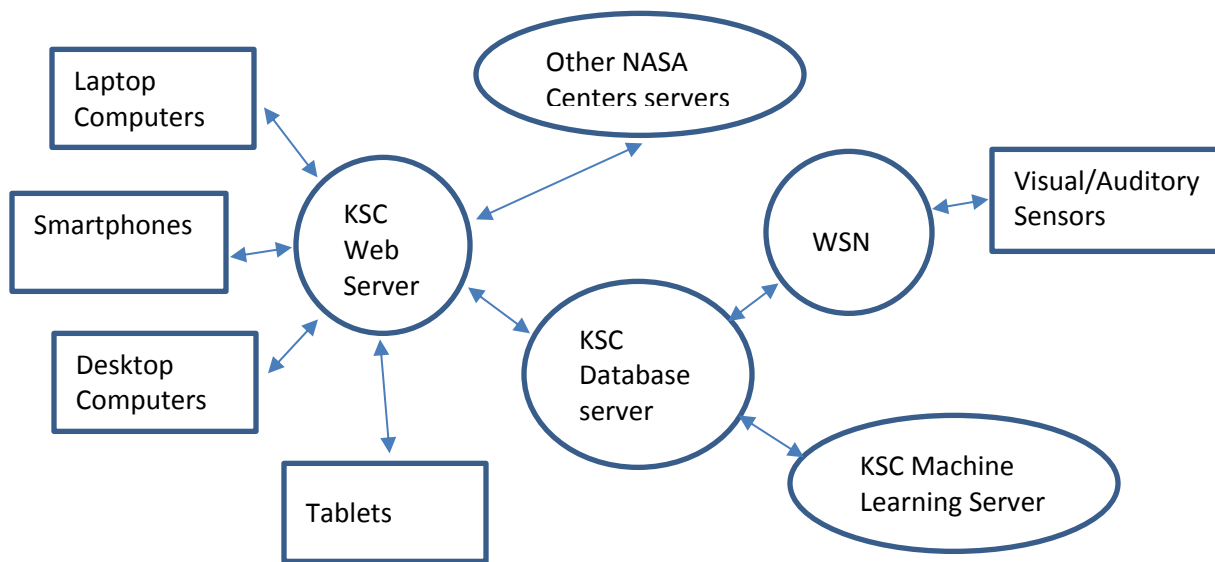 Laptop
Computers
Other NASA
Centers servers
Smartphones
KSC
Web
Server
Visual/Auditory
Sensors
WSN
Desktop
Computers
KSC
Database
server
Tablets
KSC Machine
Learning Server